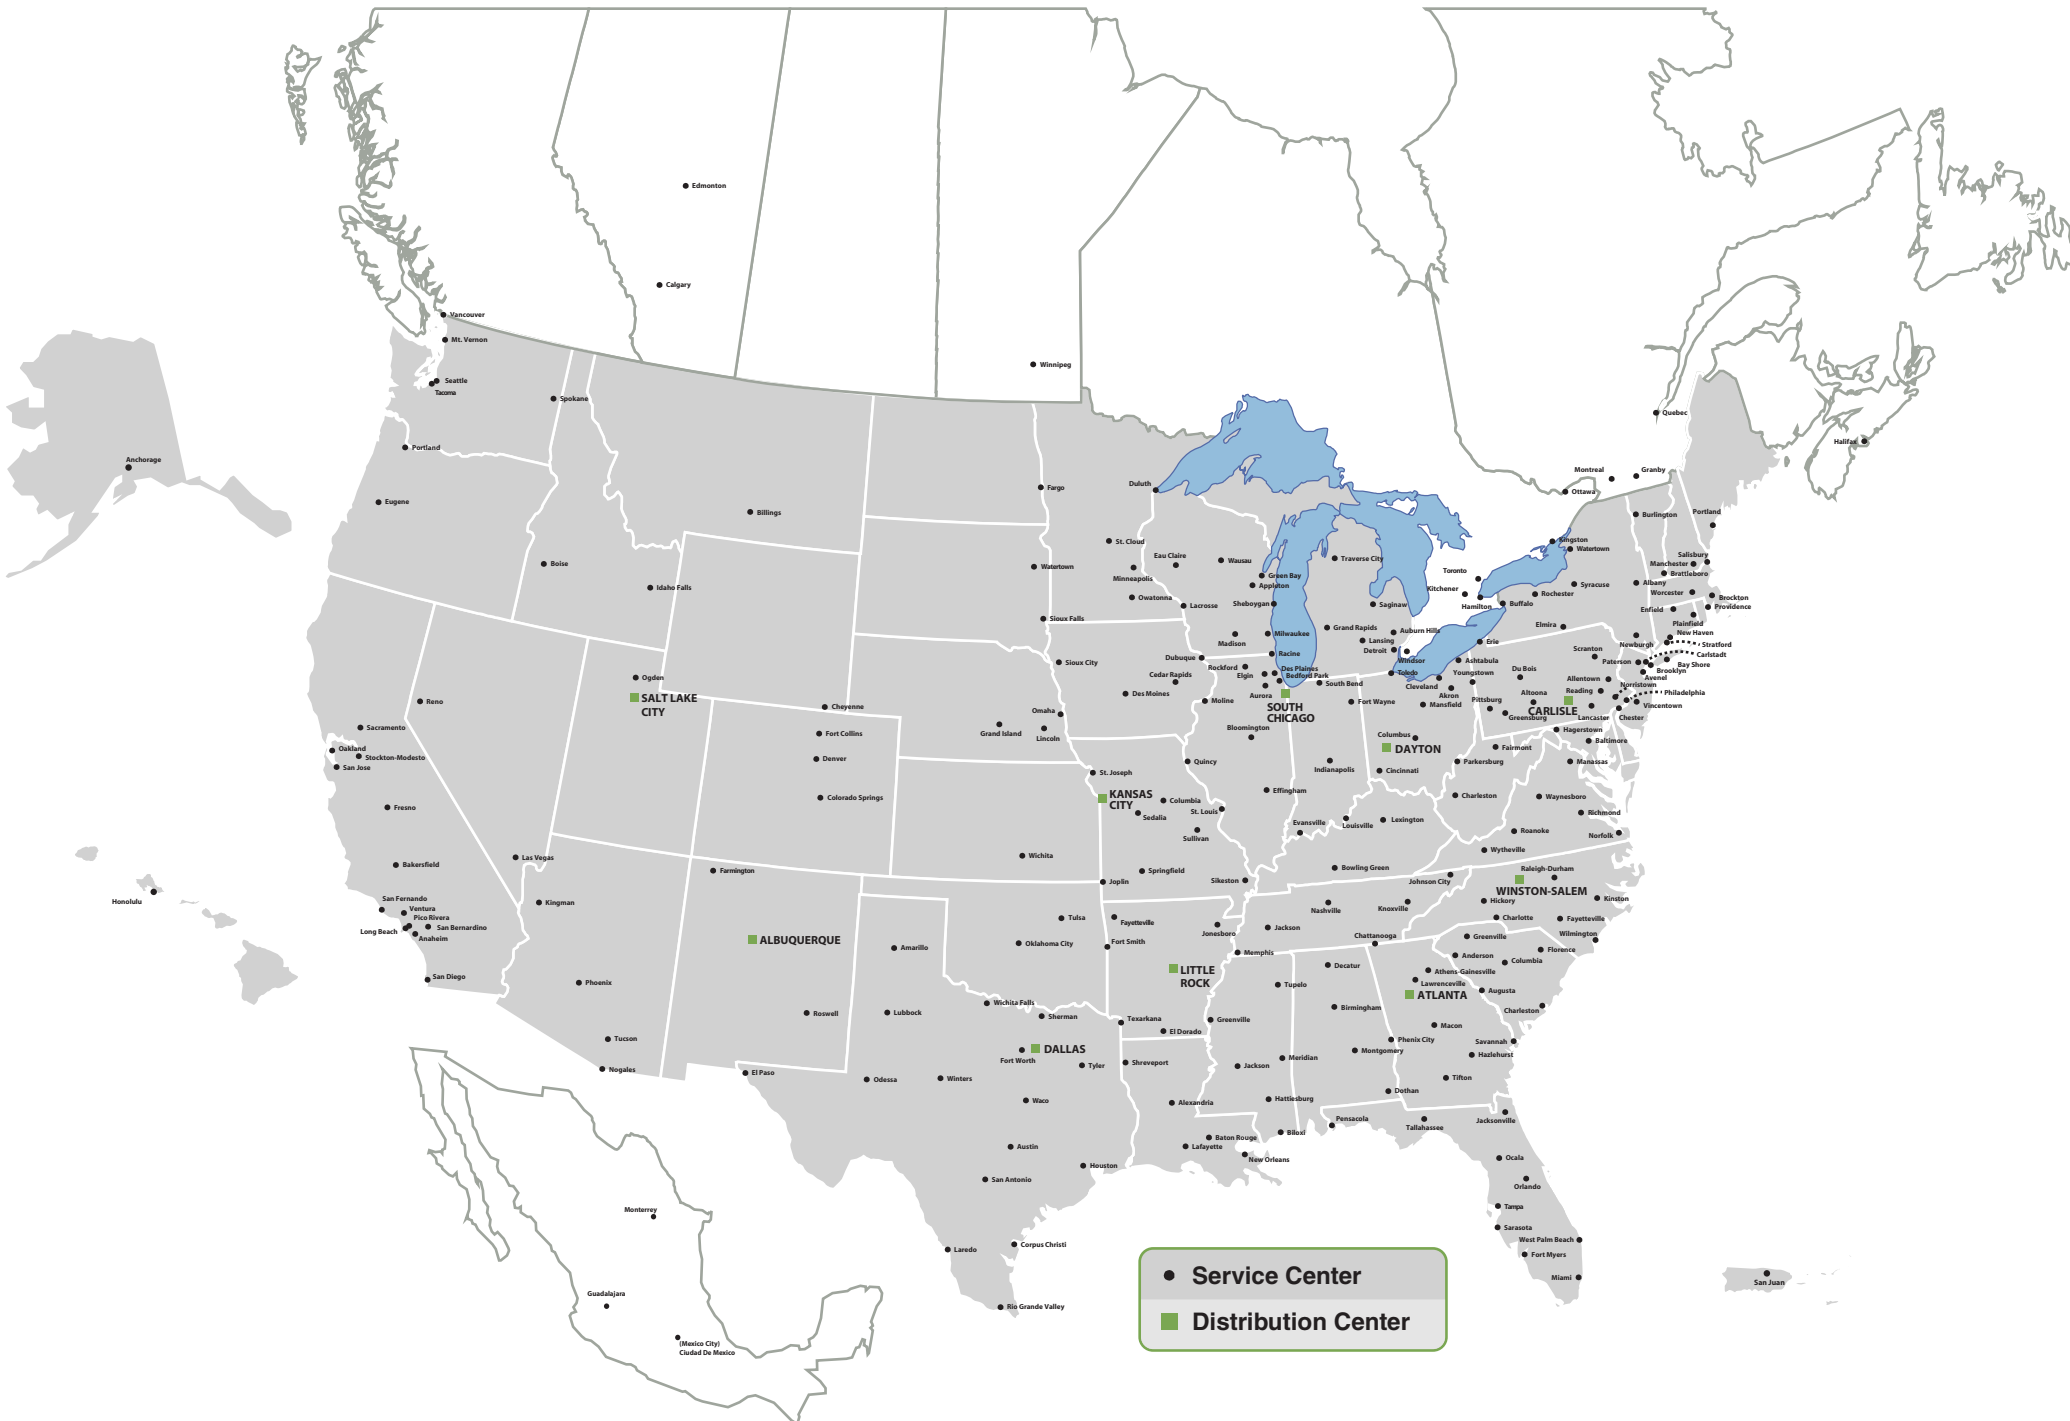 Edmonton
Calgary
Vancouver
Mt. Vernon
Seattle
Tacoma
Spokane
Winnipeg
Portland
Quebec
Halifax
Anchorage
Eugene
Billings
Fargo
Duluth
Montreal
Granby
Ottawa
Burlington
Portland
Boise
Idaho Falls
St. Cloud
Eau Claire
Wausau
Traverse City
Kingston
Watertown
Salisbury
Manchester
Brattleboro
Watertown
Minneapolis
Green Bay
Appleton
Toronto
Kitchener
Hamilton
Syracuse
Albany
Worcester
Rochester
Buffalo
Brockton
Providence
Enfield
Plainfield
Owatonna
Lacrosse
Sheboygan
Saginaw
Sioux Falls
Madison
Milwaukee
Grand Rapids
Lansing
Auburn Hills
Detroit
Windsor
Erie
Elmira
Newburgh
New Haven
Stratford
Carlstadt
Bay Shore
Brooklyn
Avenel
Scranton
Paterson
Sioux City
Dubuque
Rockford
Racine
Elgin
Des Plaines
Bedford Park
Aurora
South Bend
Toledo
Cleveland
Ashtabula
Youngstown
Akron
Mansfield
Du Bois
Altoona
Pittsburg
Greensburg
Allentown
Reading
Norristown
Philadelphia
Vincentown
Lancaster
Chester
Ogden
SALT LAKE
CITY
Reno
Cheyenne
Cedar Rapids
Des Moines
Moline
Fort Wayne
SOUTH
CHICAGO
CARLISLE
Sacramento
Oakland
Stockton-Modesto
San Jose
Fort Collins
Denver
Colorado Springs
Omaha
Grand Island
Lincoln
Bloomington
Columbus
DAYTON
Hagerstown
Baltimore
Fairmont
Parkersburg
Manassas
Fresno
St. Joseph
KANSAS
CITY
Quincy
Indianapolis
Cincinnati
Columbia
Sedalia
St. Louis
Sullivan
Effingham
Evansville
Louisville
Lexington
Charleston
Waynesboro
Richmond
Roanoke
Norfolk
Wytheville
Bakersfield
Las Vegas
Farmington
Wichita
Springfield
Joplin
Sikeston
Bowling Green
Johnson City
Raleigh-Durham
WINSTON-SALEM
Honolulu
San Fernando
Ventura
Pico Rivera
San Bernardino
Long Beach
Anaheim
San Diego
Kingman
ALBUQUERQUE
Amarillo
Tulsa
Oklahoma City
Fayetteville
Fort Smith
Jonesboro
Jackson
Memphis
Nashville
Knoxville
Chattanooga
Hickory
Charlotte
Kinston
Fayetteville
Wilmington
Greenville
Anderson
Florence
Columbia
Phoenix
Roswell
Lubbock
Wichita Falls
Sherman
LITTLE
ROCK
Decatur
Tupelo
Athens-Gainesville
Lawrenceville
ATLANTA
Augusta
Charleston
Tucson
Nogales
El Paso
Odessa
Winters
Fort Worth
DALLAS
Tyler
Texarkana
El Dorado
Greenville
Birmingham
Macon
Phenix City
Savannah
Hazlehurst
Montgomery
Shreveport
Jackson
Meridian
Tifton
Dothan
Waco
Alexandria
Hattiesburg
Austin
San Antonio
Houston
Baton Rouge
Lafayette
New Orleans
Biloxi
Pensacola
Tallahassee
Jacksonville
Ocala
Orlando
Tampa
Sarasota
West Palm Beach
Fort Myers
Miami
Monterrey
Laredo
Corpus Christi
Rio Grande Valley
Guadalajara
(Mexico City)
Ciudad De Mexico
San Juan
Service Center
Distribution Center